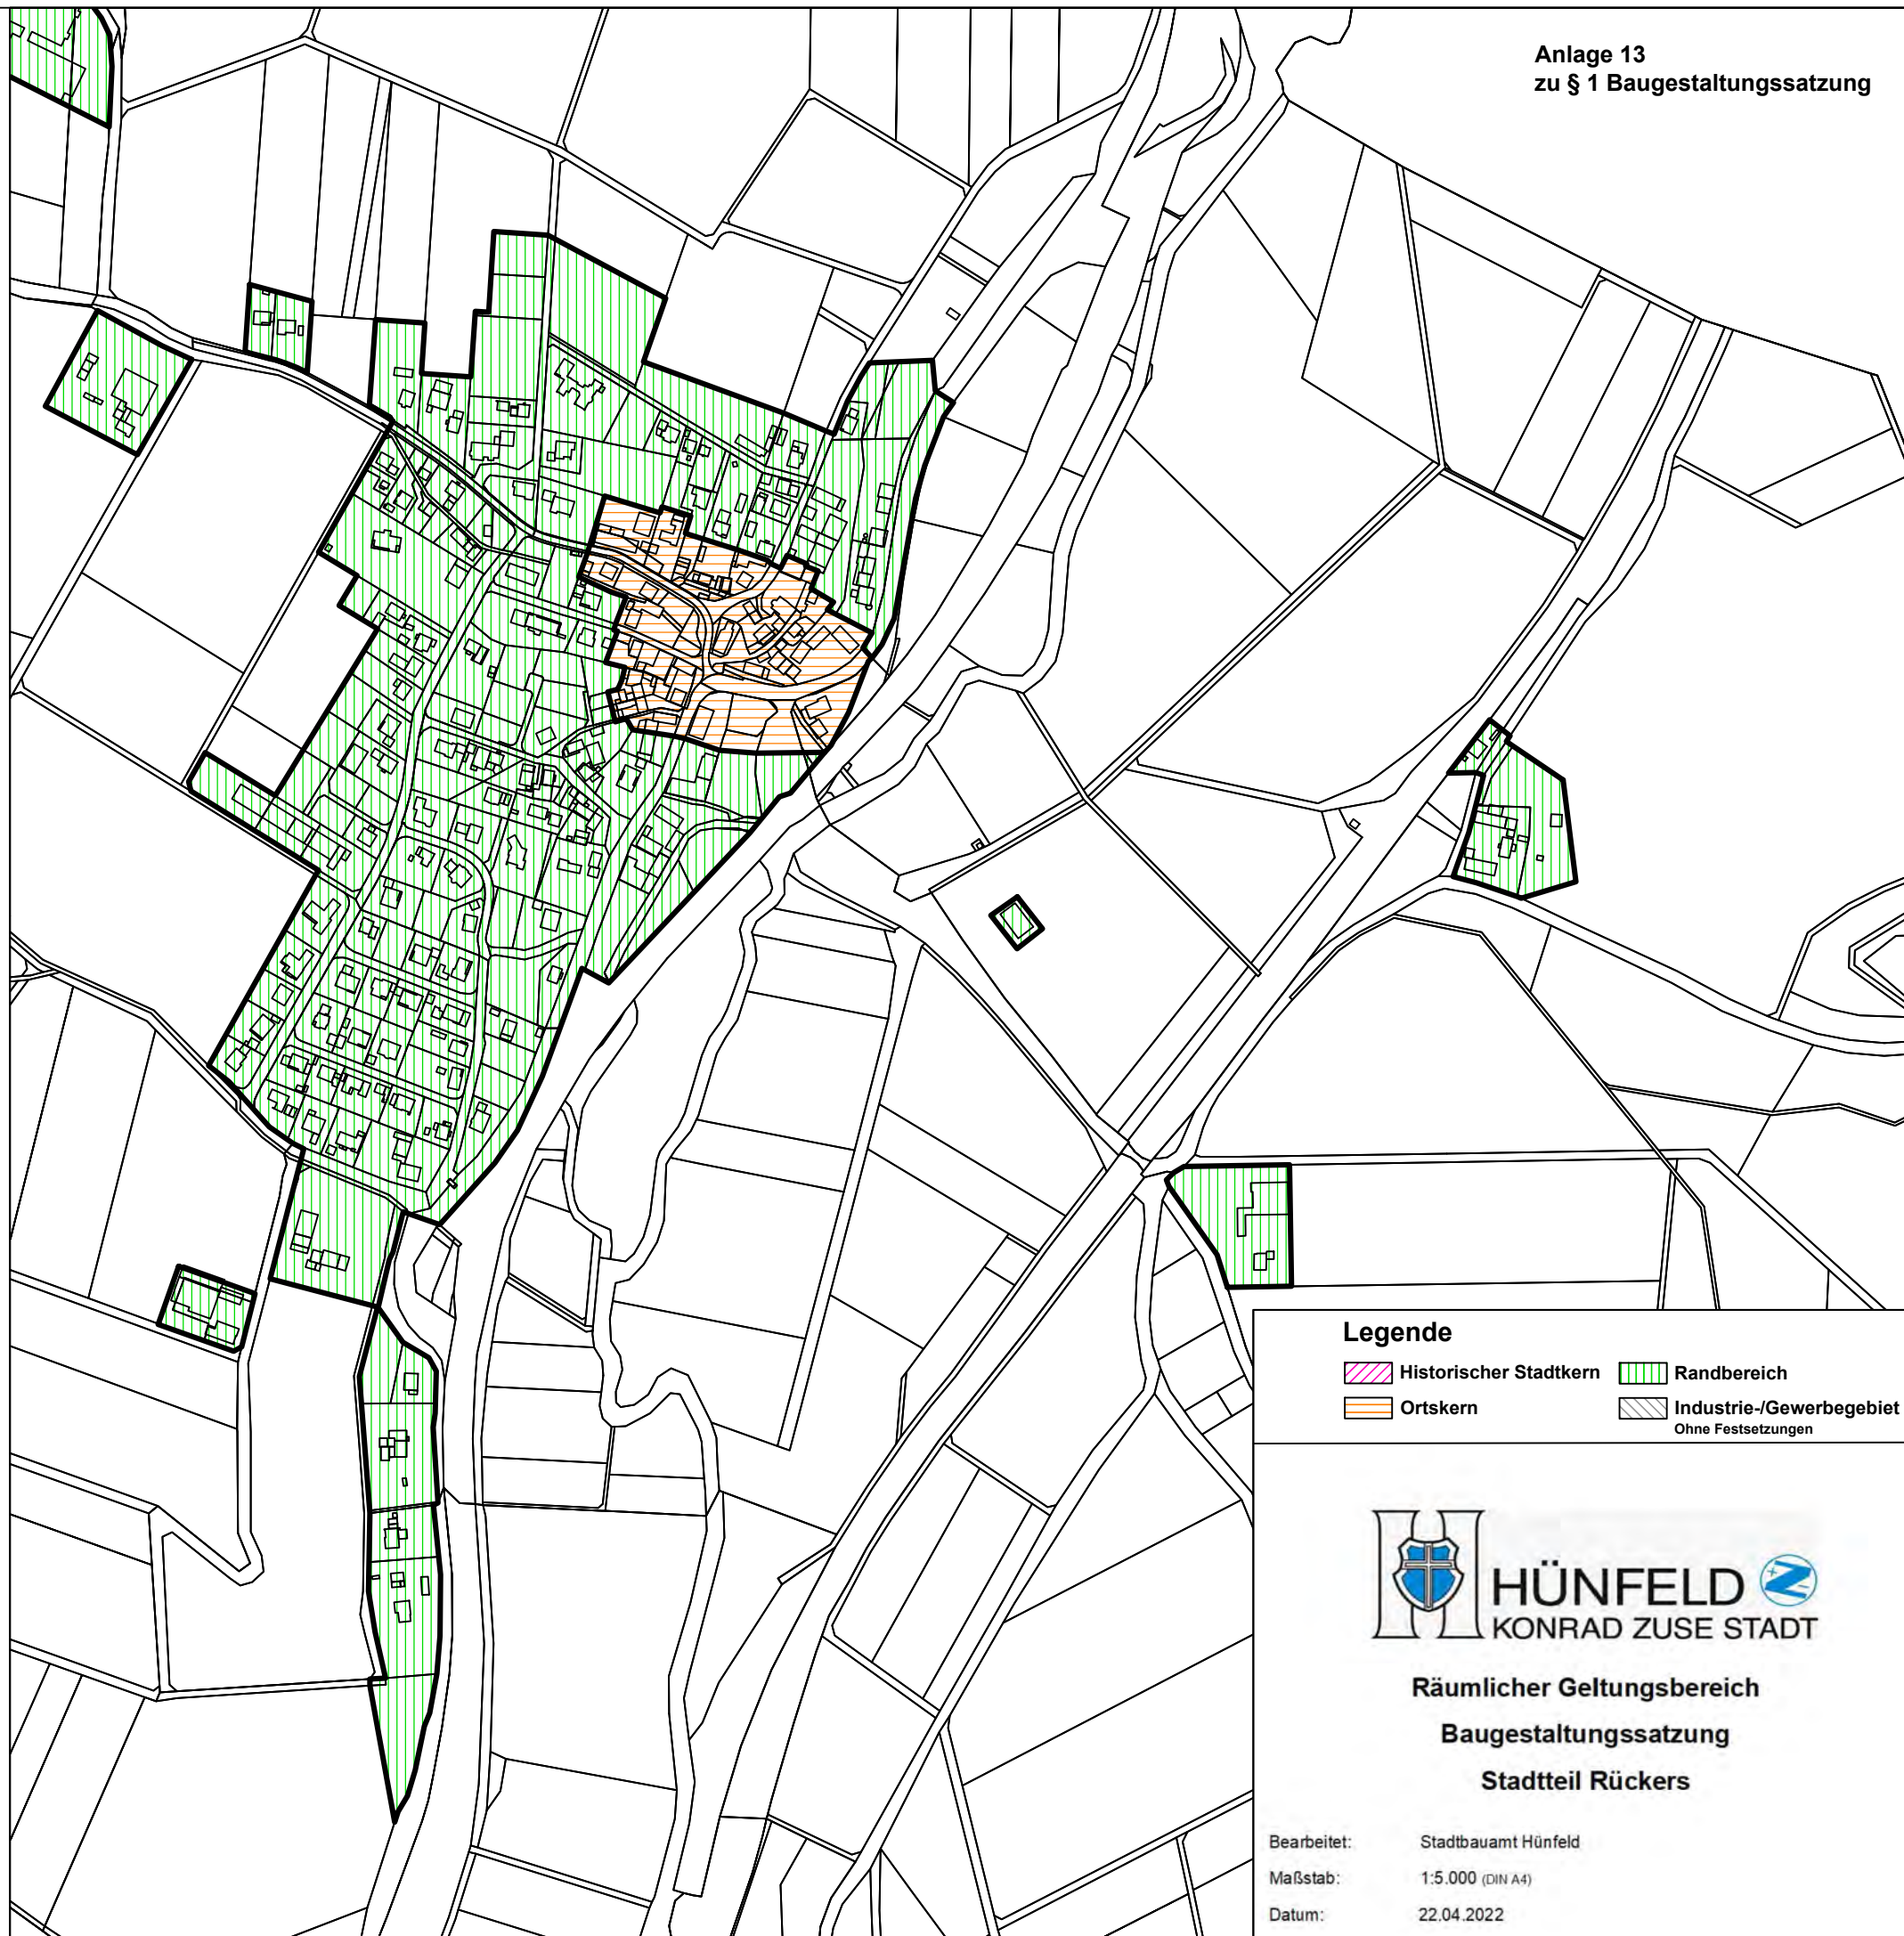 Anlage 13
zu § 1 Baugestaltungssatzung
Legende
Historischer Stadtkern
Randbereich
Ortskern
Industrie-/Gewerbegebiet
Ohne Festsetzungen
HÜNFELD
KONRAD ZUSE STADT
Räumlicher Geltungsbereich
Baugestaltungssatzung
Stadtteil Rückers
Bearbeitet: Stadtbauamt Hünfeld
Maßstab: 1:5.000 (DIN A4)
Datum: 22.04.2022